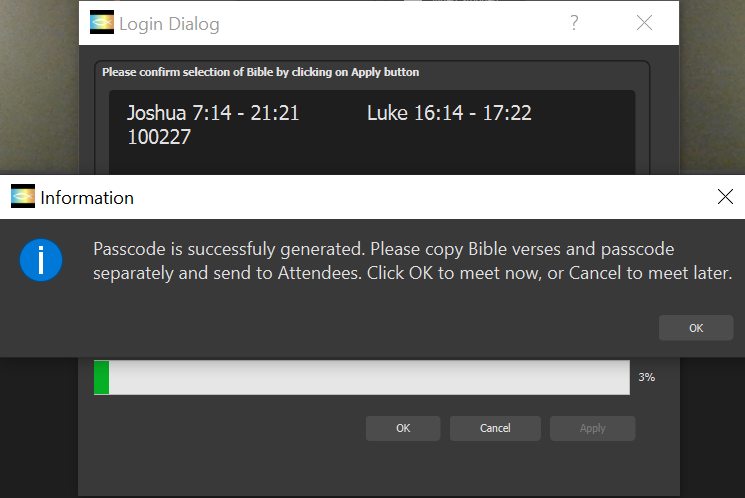 Login Dialog
?
Please confirm selection of Bible by clicking on Apply button
Joshua 7:14 - 21:21 Luke 16:14 - 17:22
100227
Information
Passcode is successfuly generated. Please copy Bible verses and passcode
separately and send to Attendees. Click OK to meet now, or Cancel to meet later.
OK
3%
OK Cancel Apply